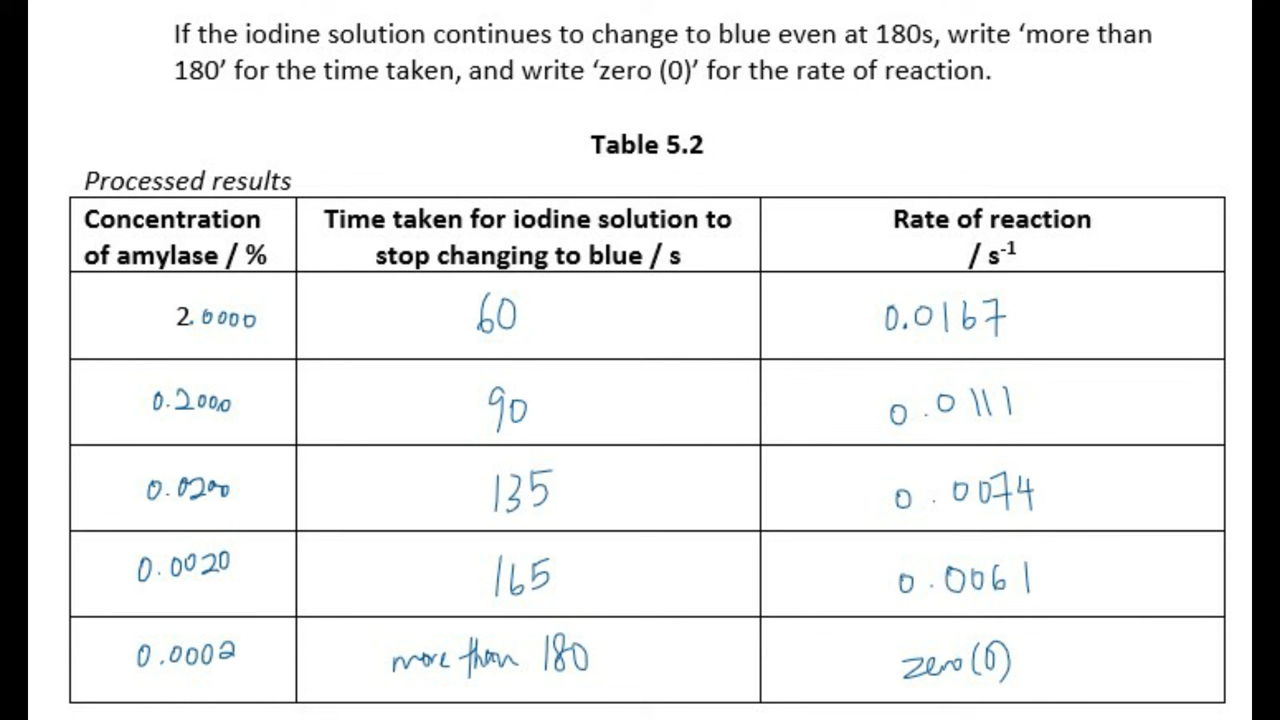 If the iodine solution continues to change to blue even at 180s, write ‘more than
180’ for the time taken, and write ‘zero (0)’ for the rate of reaction.
Table 5.2
Processed results
Concentration of amylase / % Time taken for iodine solution to stop changing to blue / s Rate of reaction / s⁻¹
2.0000 60 0.0167
0.2000 90 0.0111
0.0200 135 0.0074
0.0020 165 0.0061
0.0002 more than 180 zero (0)